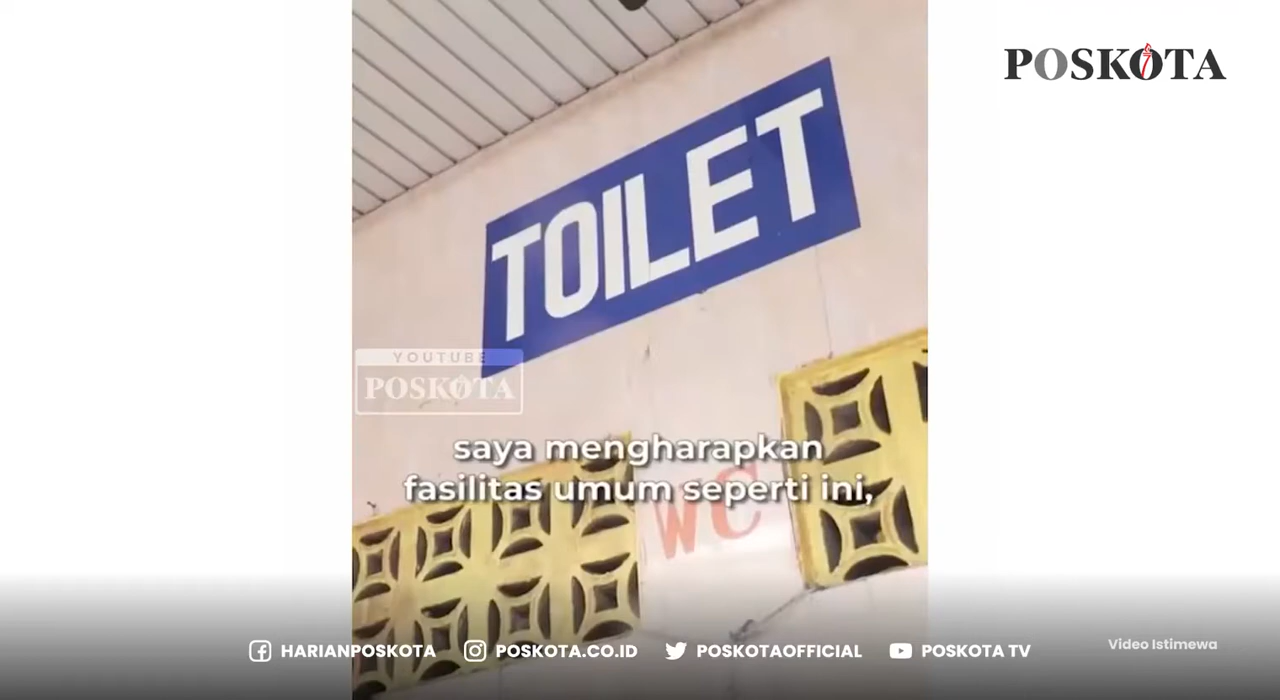 POSKOTA
TOILET
YOUTUBE
POSKOTA
saya mengharapkan
fasilitas umum seperti ini,
WC
HARIANPOSKOTA POSKOTA.CO.ID POSKOTAOFFICIAL POSKOTA TV
Video Istimewa